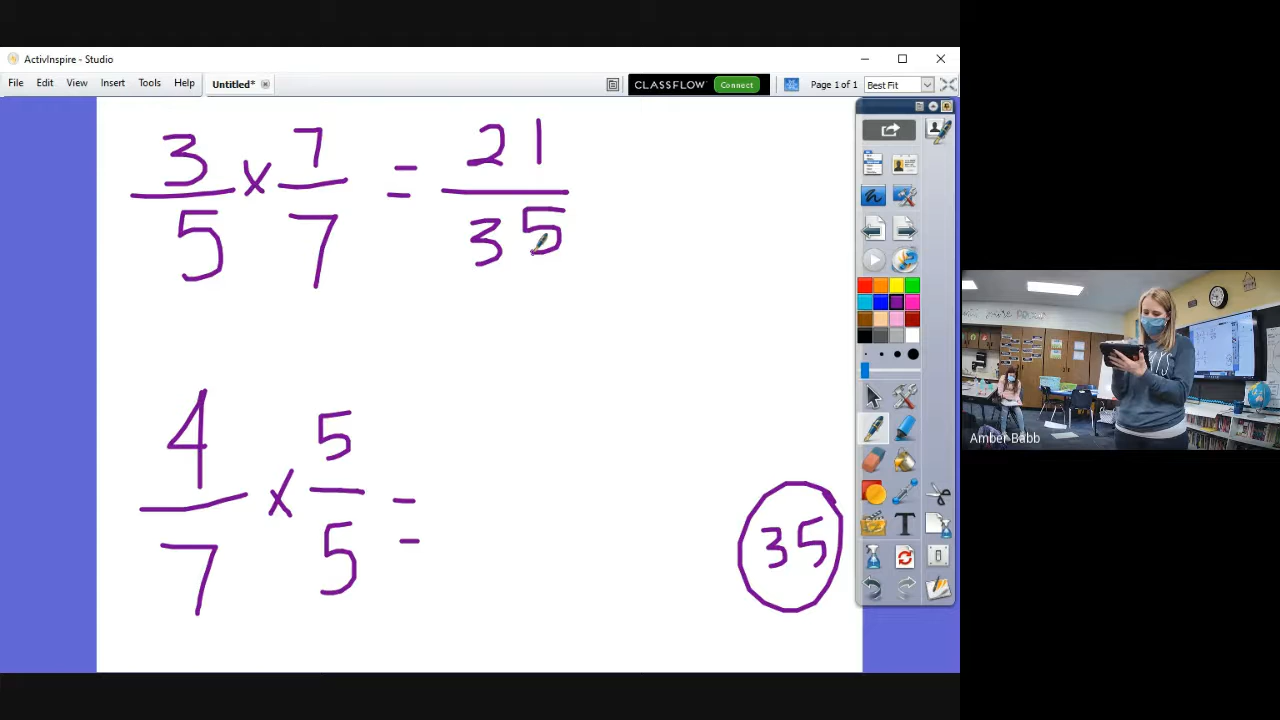 ActivInspire - Studio
File Edit View Insert Tools Help Untitled* CLASSFLOW Connect Page 1 of 1 Best Fit
3/5 x 7/7 = 21/35
4/7 x 5/5 =
35
T
Amber Babb